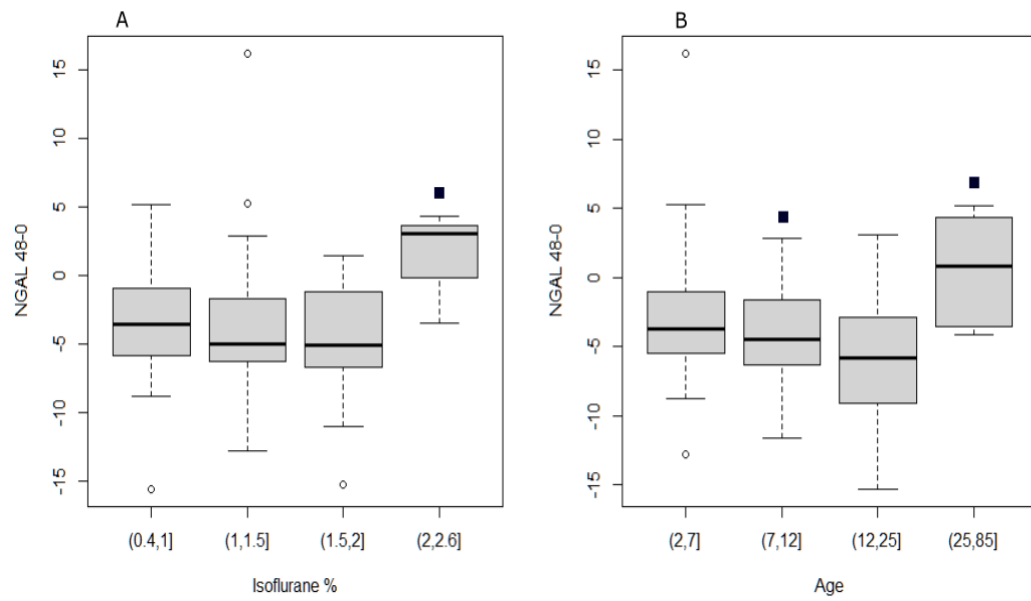 A
NGAL 48-0
15
10
5
0
-5
-10
-15
(0.4,1] (1,1.5] (1.5,2] (2,2.6]
Isoflurane %
B
NGAL 48-0
15
10
5
0
-5
-10
-15
(2,7] (7,12] (12,25] (25,85]
Age